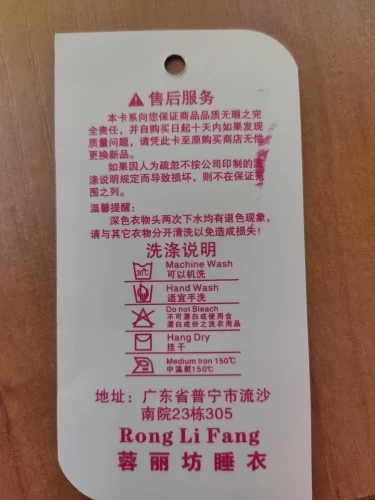 售后服务
本卡系向您保证商品品质无瑕之完
全责任，并自购买日起十天内如果发现
质量问题，请凭此卡至原购买商店无偿
更换新品。
如果因人为疏忽不按公司印制的洗
涤说明规定而导致损坏，则不在保证范
围之列。
温馨提醒：
深色衣物头两次下水均有退色现象，
请与其它衣物分开清洗以免造成损失！
洗涤说明
30℃
Machine Wash
可以机洗
Hand Wash
适宜手洗
Do not Bleach
不可漂白或使用含
漂白成份之洗衣用品
Hang Dry
挂干
Medium Iron 150℃
中温熨150℃
地址：广东省普宁市流沙
南院23栋305
Rong Li Fang
蓉丽坊睡衣